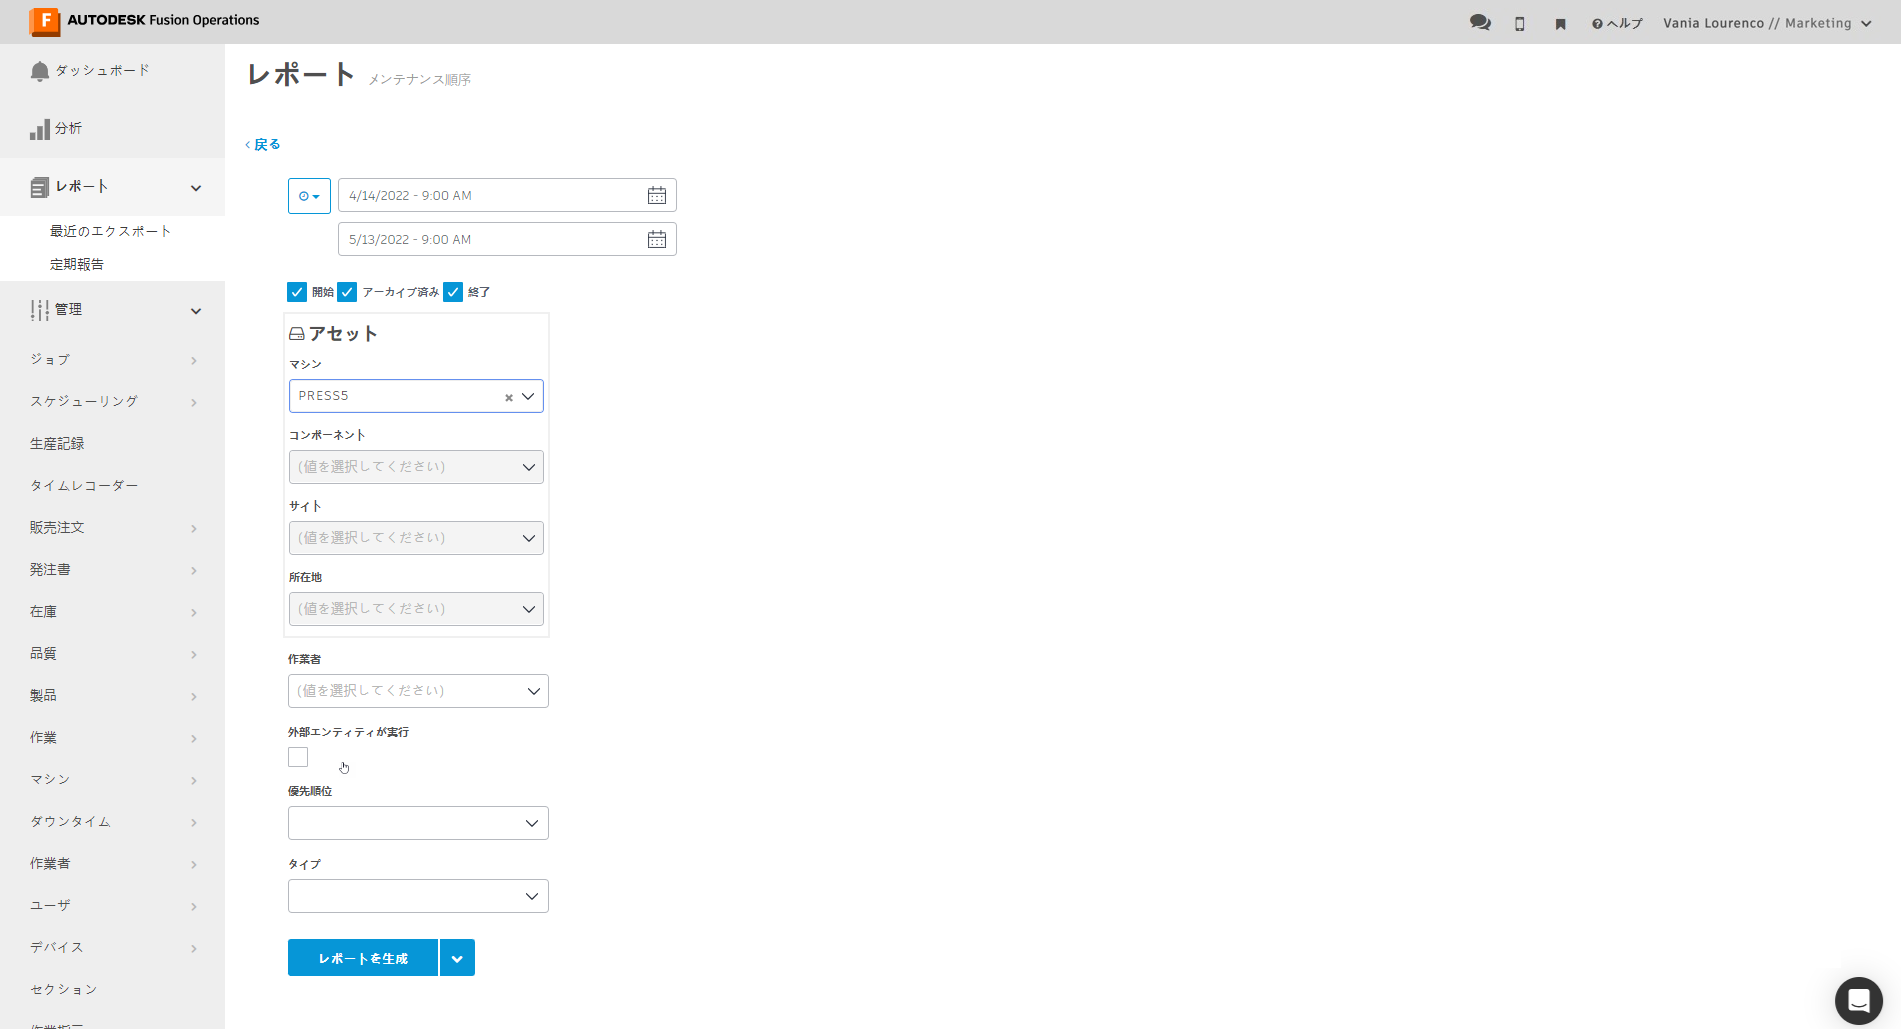 AUTODESK Fusion Operations
ヘルプ
Vania Lourenco // Marketing
ダッシュボード
分析
レポート
最近のエクスポート
定期報告
管理
ジョブ
スケジューリング
生産記録
タイムレコーダー
販売注文
発注書
在庫
品質
製品
作業
マシン
ダウンタイム
作業者
ユーザ
デバイス
セクション
作業指示
レポート メンテナンス順序
‹ 戻る
4/14/2022 - 9:00 AM
5/13/2022 - 9:00 AM
開始 アーカイブ済み 終了
アセット
マシン
PRESS5
コンポーネント
(値を選択してください)
サイト
(値を選択してください)
所在地
(値を選択してください)
作業者
(値を選択してください)
外部エンティティが実行
優先順位
タイプ
レポートを生成